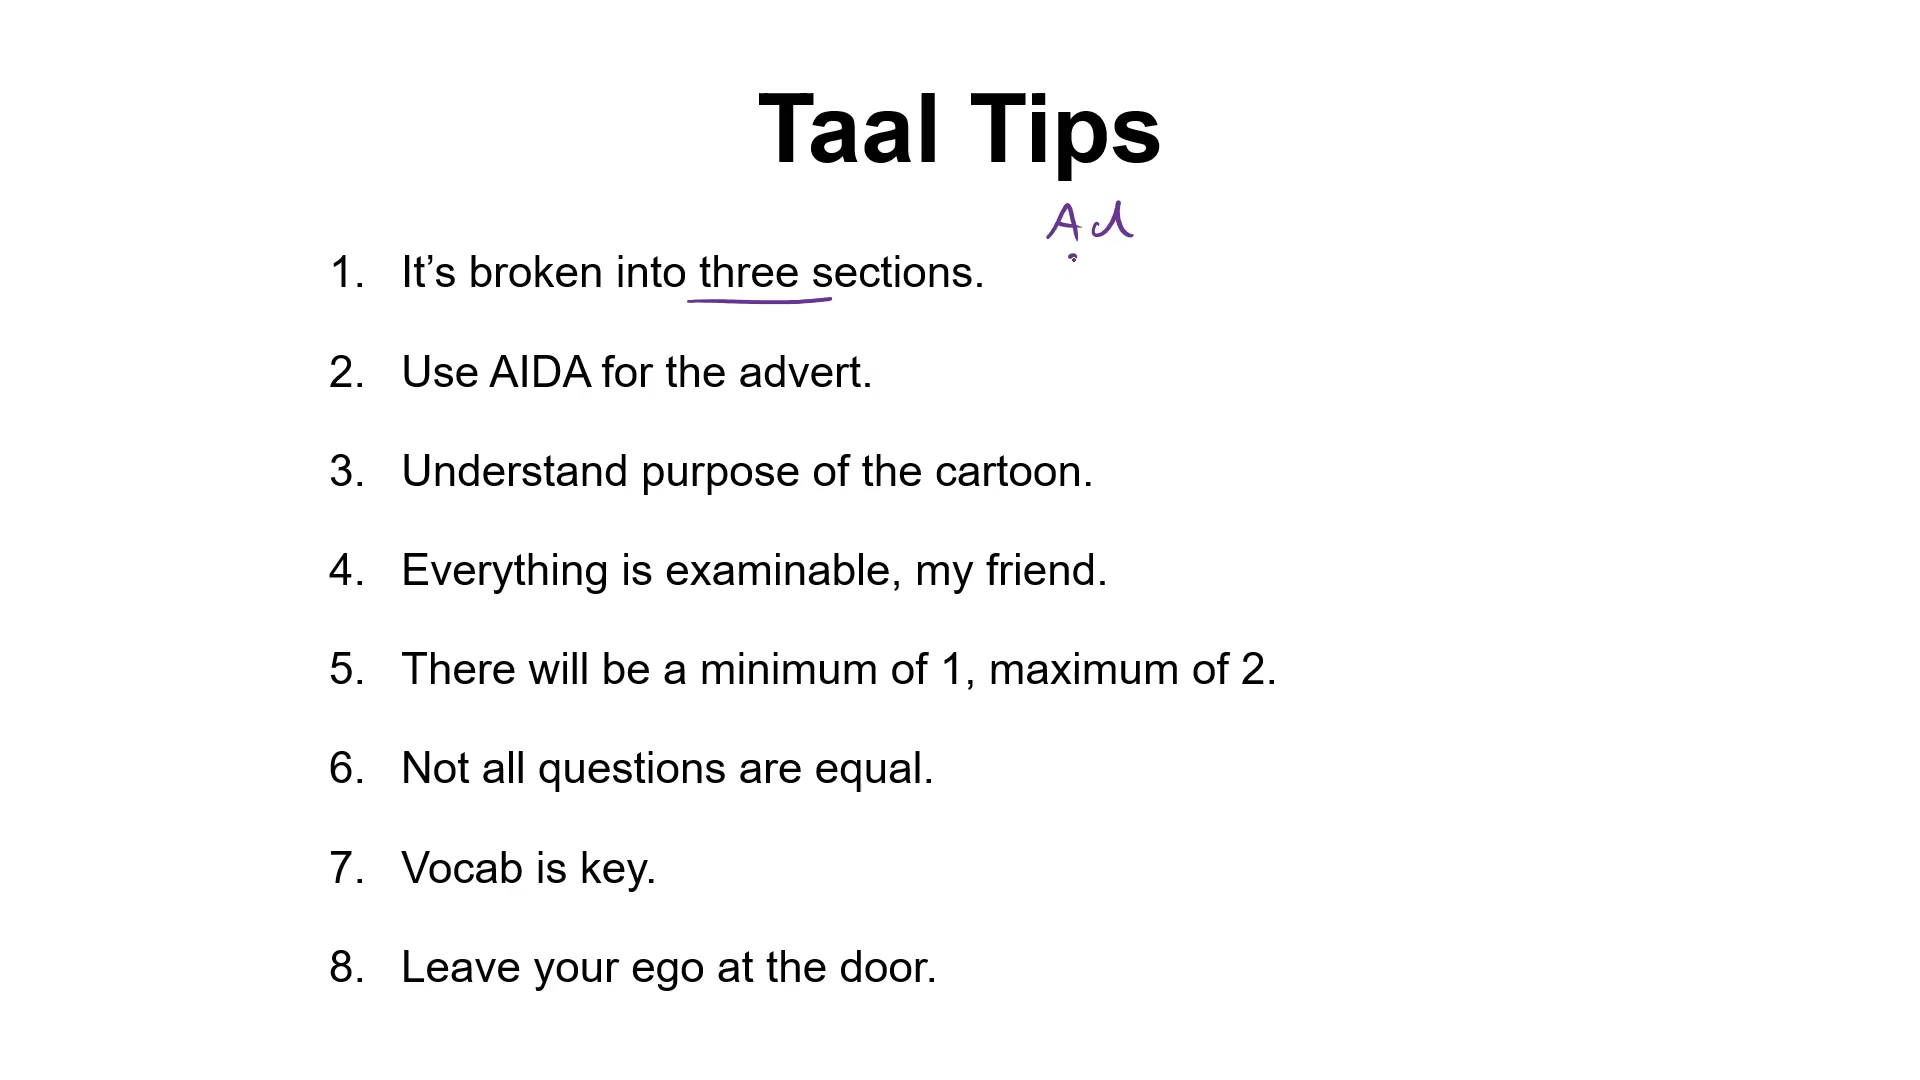 Taal Tips
Ad
1. It’s broken into three sections.
2. Use AIDA for the advert.
3. Understand purpose of the cartoon.
4. Everything is examinable, my friend.
5. There will be a minimum of 1, maximum of 2.
6. Not all questions are equal.
7. Vocab is key.
8. Leave your ego at the door.